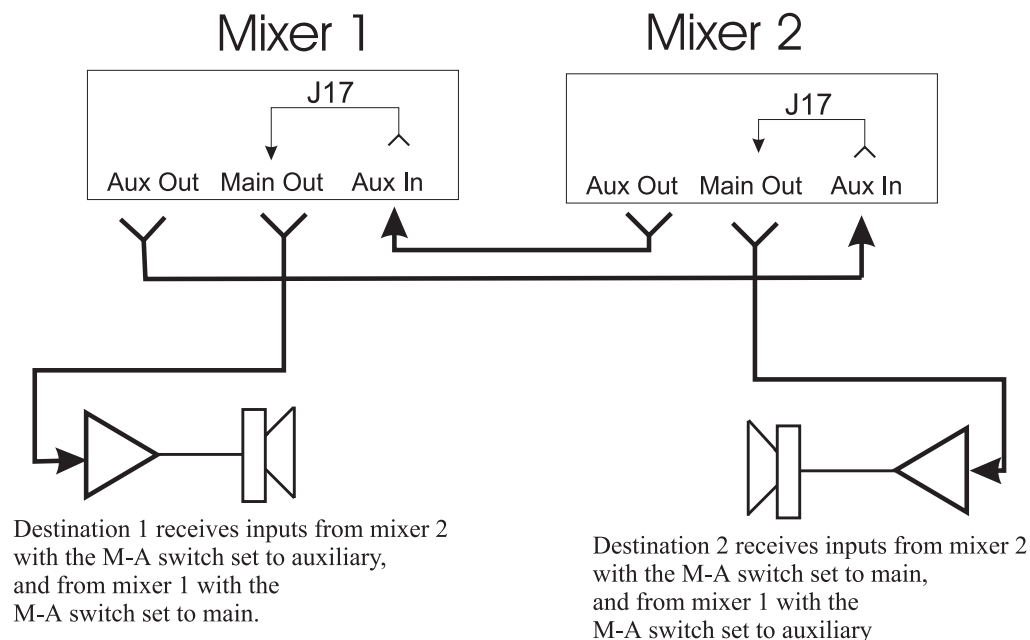 Mixer 1
Mixer 2
J17
J17
Aux Out Main Out Aux In
Aux Out Main Out Aux In
Destination 1 receives inputs from mixer 2
with the M-A switch set to auxiliary,
and from mixer 1 with the
M-A switch set to main.
Destination 2 receives inputs from mixer 2
with the M-A switch set to main,
and from mixer 1 with the
M-A switch set to auxiliary